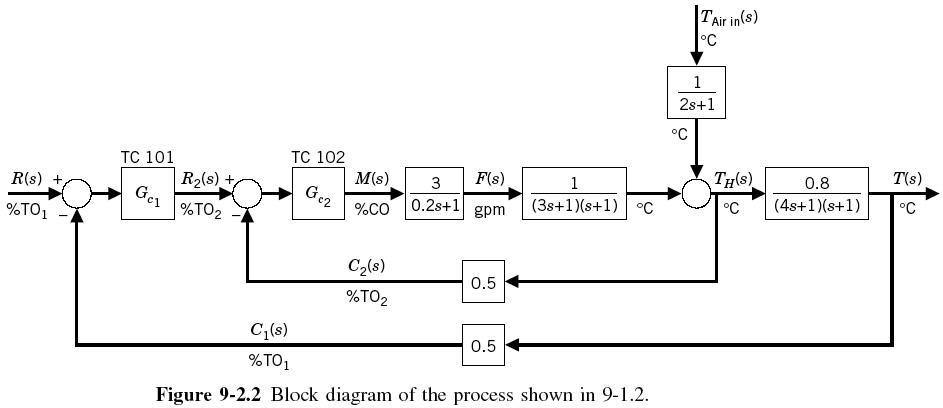 T_Air in(s)
°C
1
2s+1
°C
TC 101
TC 102
R(s) +
G_c1
R_2(s) +
G_c2
M(s)
3
0.2s+1
F(s)
1
(3s+1)(s+1)
T_H(s)
0.8
(4s+1)(s+1)
T(s)
%TO_1 −
%TO_2 −
%CO
gpm
°C
°C
°C
C_2(s)
0.5
%TO_2
C_1(s)
0.5
%TO_1
Figure 9-2.2 Block diagram of the process shown in 9-1.2.